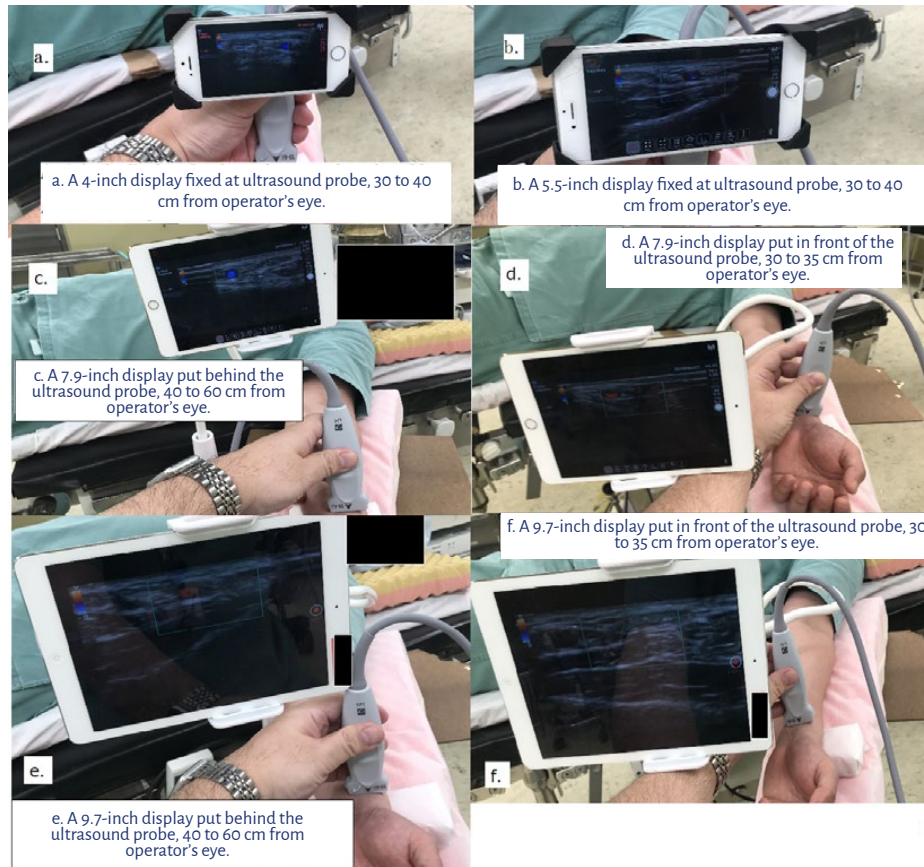 a.
a. A 4-inch display fixed at ultrasound probe, 30 to 40
cm from operator's eye.
b.
b. A 5.5-inch display fixed at ultrasound probe, 30 to 40
cm from operator's eye.
c.
c. A 7.9-inch display put behind the
ultrasound probe, 40 to 60 cm from
operator's eye.
d. A 7.9-inch display put in front of the
ultrasound probe, 30 to 35 cm from
operator's eye.
d.
e.
e. A 9.7-inch display put behind the
ultrasound probe, 40 to 60 cm from
operator's eye.
f. A 9.7-inch display put in front of the ultrasound probe, 30
to 35 cm from operator's eye.
f.